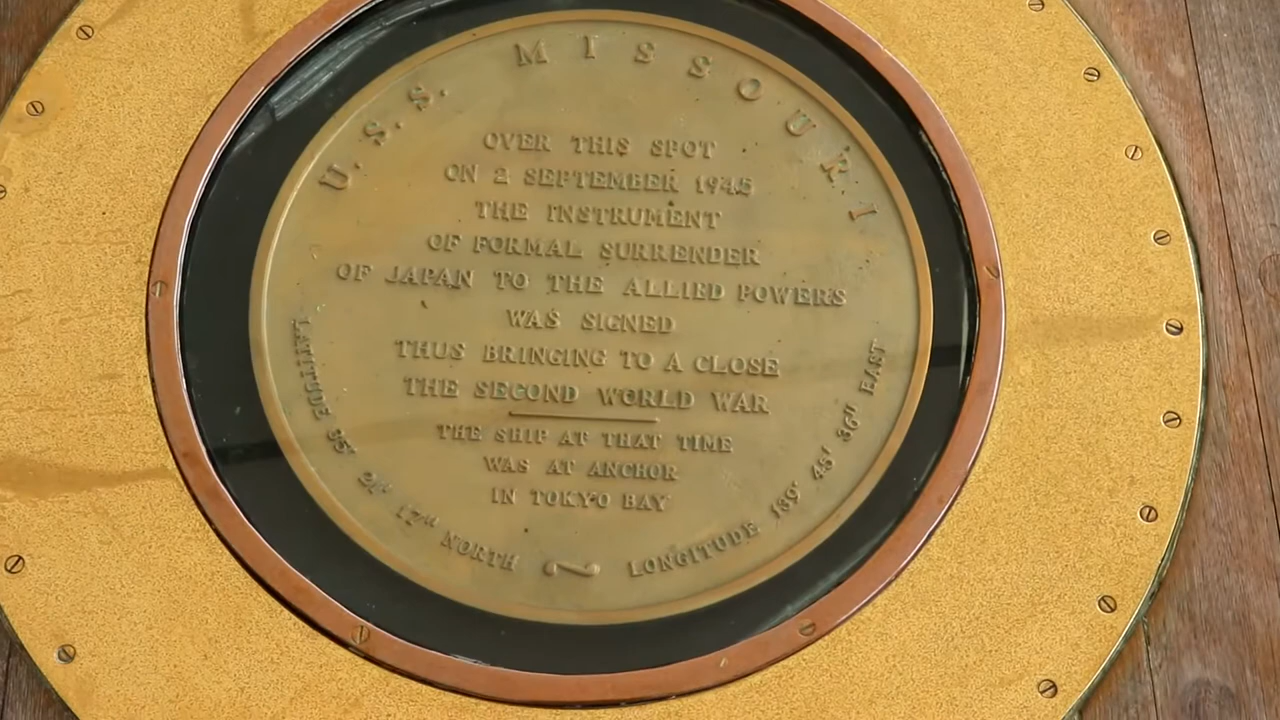 U. S. S. MISSOURI
OVER THIS SPOT
ON 2 SEPTEMBER 1945
THE INSTRUMENT
OF FORMAL SURRENDER
OF JAPAN TO THE ALLIED POWERS
WAS SIGNED
THUS BRINGING TO A CLOSE
THE SECOND WORLD WAR
THE SHIP AT THAT TIME
WAS AT ANCHOR
IN TOKYO BAY
LATITUDE 35° 21' 17" NORTH
LONGITUDE 139° 45' 36" EAST